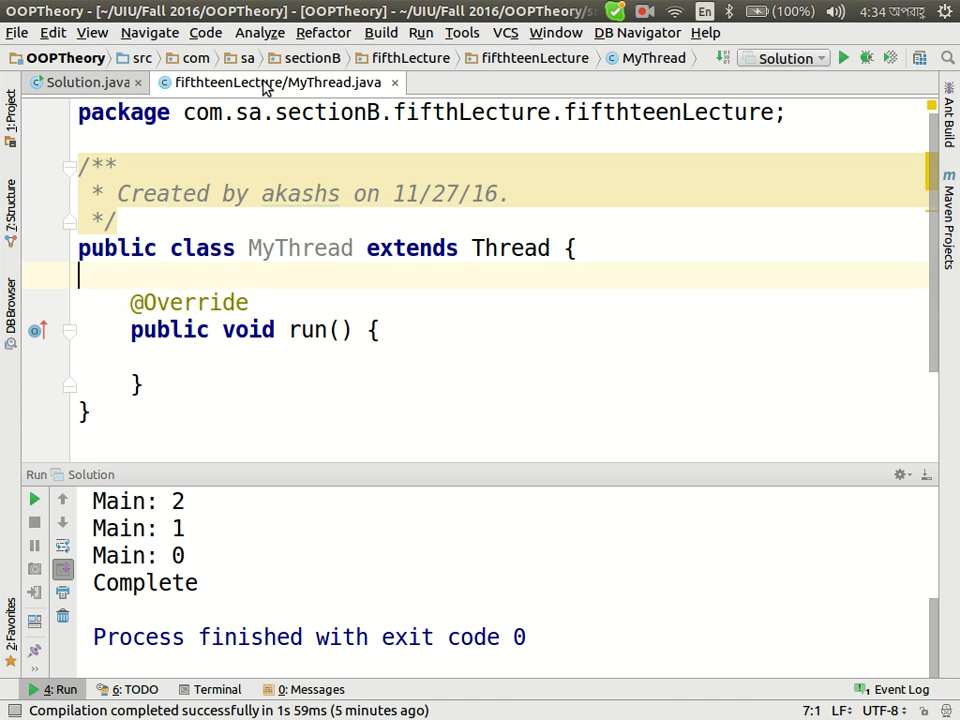 OOPTheory) - [~/UIU/Fall 2016/OOPTheory] - [OOPTheory] - ~/UIU/Fall 2016/OOPTheory/
En (100%) 4:34 অপরাহ্ণ
File Edit View Navigate Code Analyze Refactor Build Run Tools VCS Window DB Navigator Help
OOPTheory src com sa sectionB fifthLecture fifthteenLecture MyThread Solution
Solution.java fifthteenLecture/MyThread.java
package com.sa.sectionB.fifthLecture.fifthteenLecture;
/**
* Created by akashs on 11/27/16.
*/
public class MyThread extends Thread {
@Override
public void run() {
}
}
1: Project
7: Structure
DB Browser
2: Favorites
Ant Build
Maven Projects
Run Solution
Main: 2
Main: 1
Main: 0
Complete
Process finished with exit code 0
4: Run 6: TODO Terminal 0: Messages 1 Event Log
Compilation completed successfully in 1s 59ms (5 minutes ago) 7:1 LF UTF-8